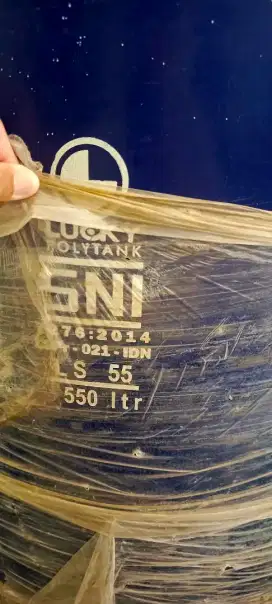 LUCKY
POLYTANK
SNI
76:2014
021-IDN
LS 55
550 ltr